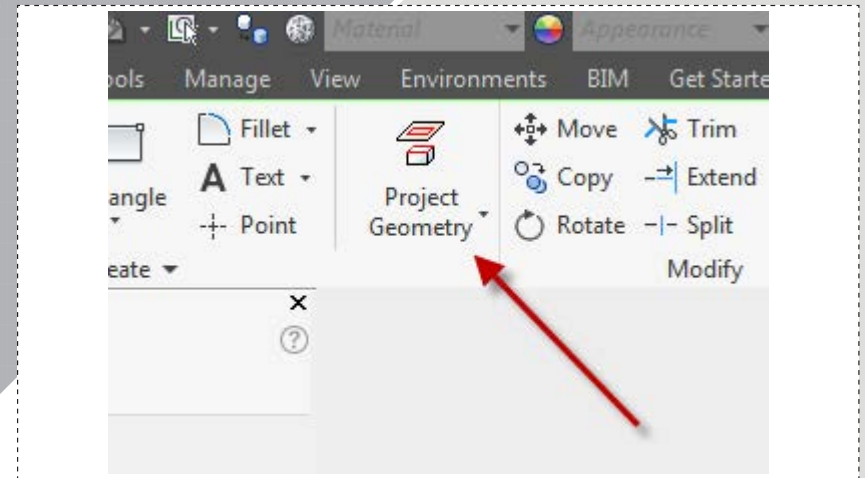 Material Appearance
ools Manage View Environments BIM Get Starte
Fillet Move Trim
A Text Copy Extend
angle Project
Point Geometry Rotate Split
eate Modify